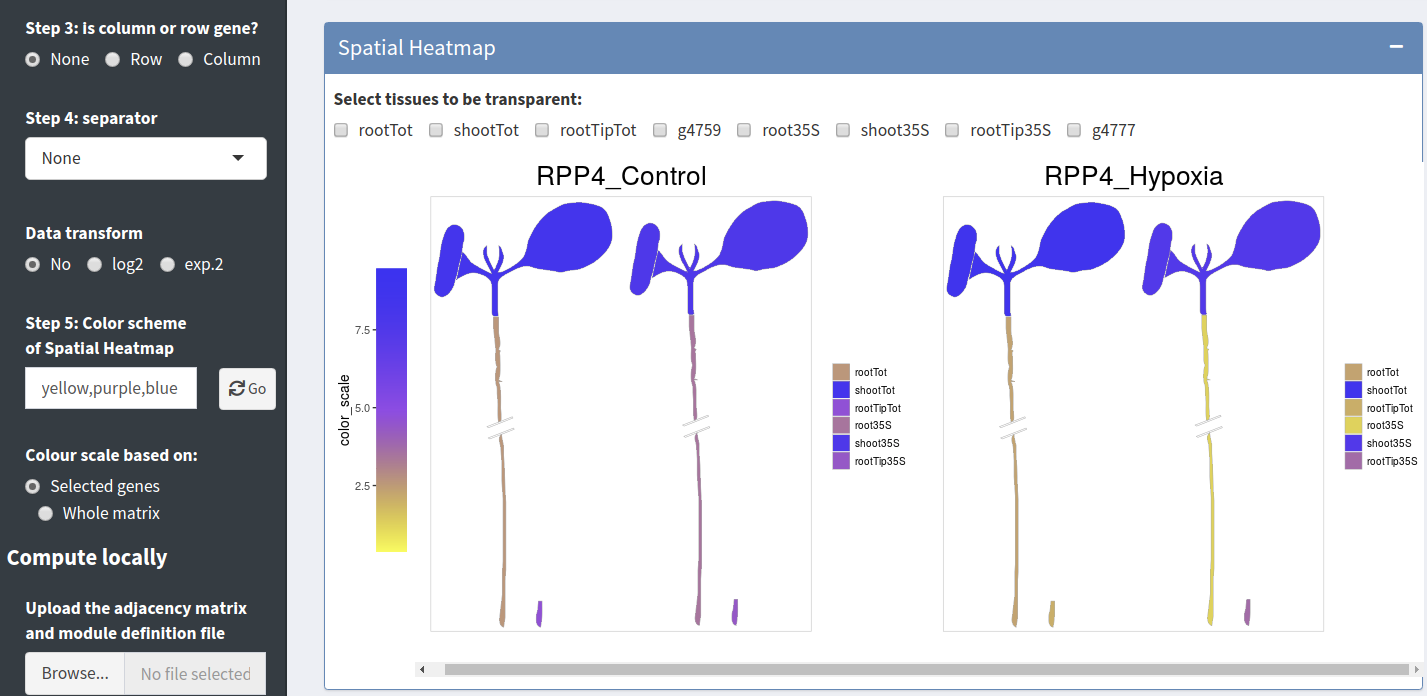 Step 3: is column or row gene?
None Row Column
Step 4: separator
None
Data transform
No log2 exp.2
Step 5: Color scheme
of Spatial Heatmap
yellow,purple,blue Go
Colour scale based on:
Selected genes
Whole matrix
Compute locally
Upload the adjacency matrix
and module definition file
Browse... No file selected
Spatial Heatmap
Select tissues to be transparent:
rootTot shootTot rootTipTot g4759 root35S shoot35S rootTip35S g4777
RPP4_Control
RPP4_Hypoxia
color_scale
7.5
5.0
2.5
rootTot
shootTot
rootTipTot
root35S
shoot35S
rootTip35S
rootTot
shootTot
rootTipTot
root35S
shoot35S
rootTip35S